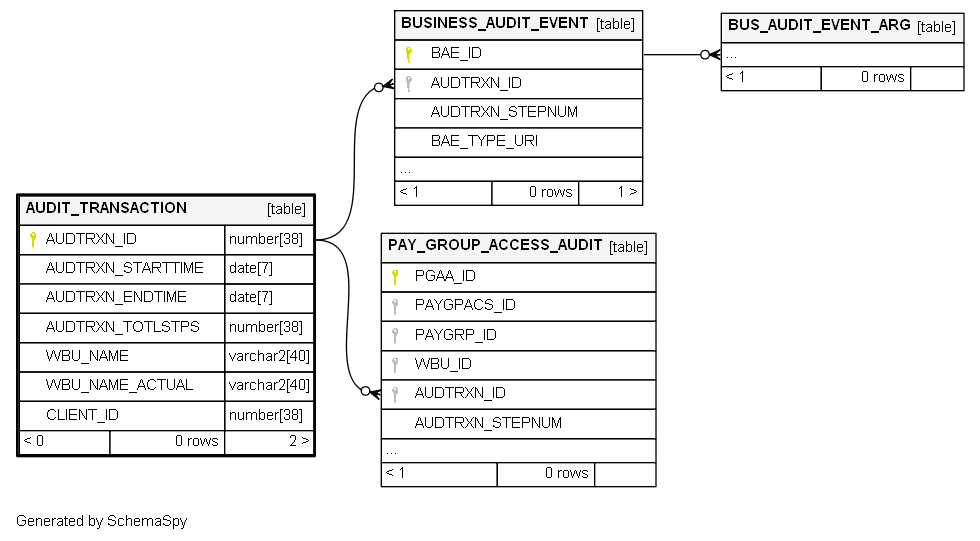 BUSINESS_AUDIT_EVENT [table]
BAE_ID
AUDTRXN_ID
AUDTRXN_STEPNUM
BAE_TYPE_URI
...
< 1 0 rows 1 >
BUS_AUDIT_EVENT_ARG [table]
...
< 1 0 rows
AUDIT_TRANSACTION [table]
AUDTRXN_ID number[38]
AUDTRXN_STARTTIME date[7]
AUDTRXN_ENDTIME date[7]
AUDTRXN_TOTLSTPS number[38]
WBU_NAME varchar2[40]
WBU_NAME_ACTUAL varchar2[40]
CLIENT_ID number[38]
< 0 0 rows 2 >
PAY_GROUP_ACCESS_AUDIT [table]
PGAA_ID
PAYGPACS_ID
PAYGRP_ID
WBU_ID
AUDTRXN_ID
AUDTRXN_STEPNUM
...
< 1 0 rows
Generated by SchemaSpy